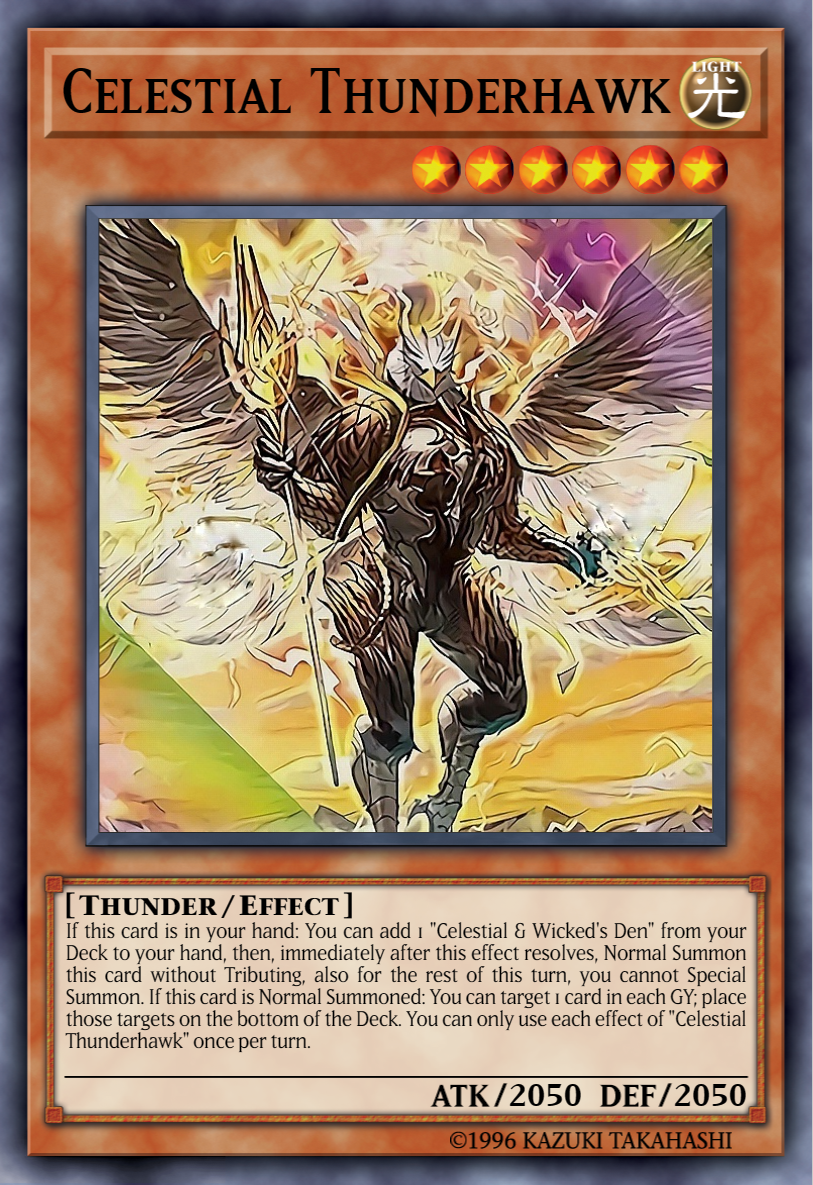 Celestial Thunderhawk
LIGHT
光
[Thunder/Effect]
If this card is in your hand: You can add 1 "Celestial & Wicked's Den" from your
Deck to your hand, then, immediately after this effect resolves, Normal Summon
this card without Tributing, also for the rest of this turn, you cannot Special
Summon. If this card is Normal Summoned: You can target 1 card in each GY; place
those targets on the bottom of the Deck. You can only use each effect of "Celestial
Thunderhawk" once per turn.
ATK/2050 DEF/2050
©1996 KAZUKI TAKAHASHI